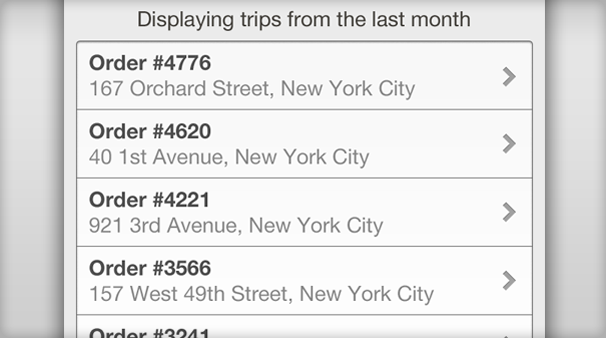 Displaying trips from the last month
Order #4776
167 Orchard Street, New York City
Order #4620
40 1st Avenue, New York City
Order #4221
921 3rd Avenue, New York City
Order #3566
157 West 49th Street, New York City
Order #3241